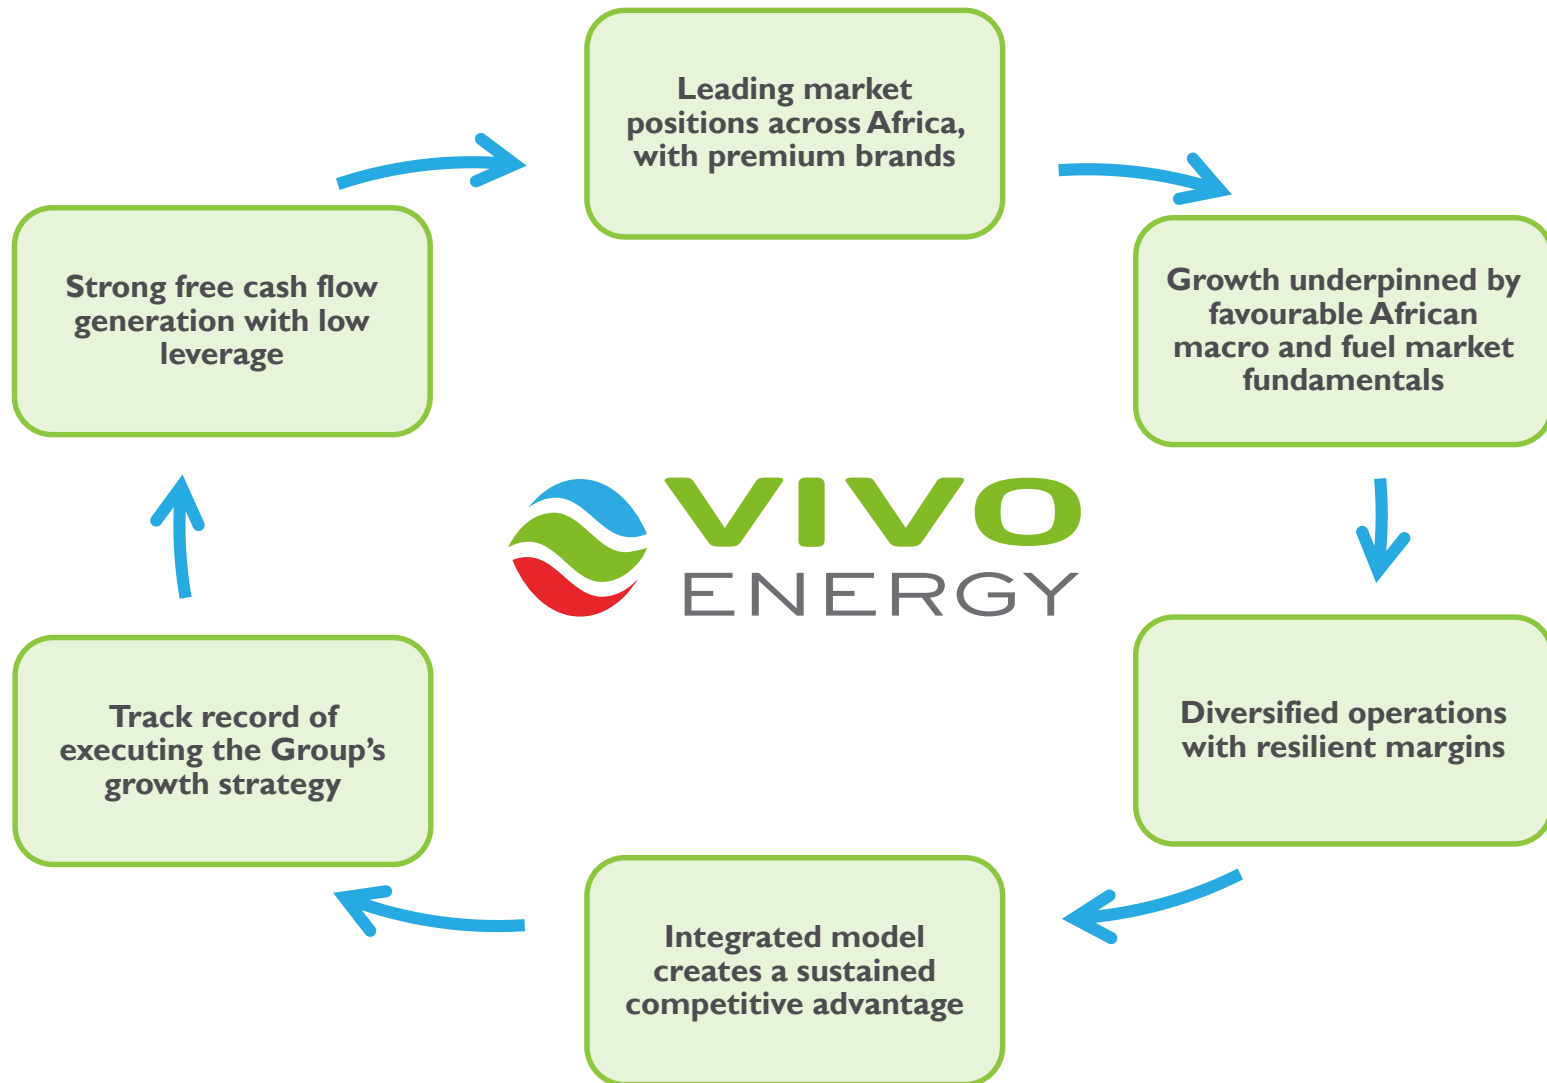 Leading market
positions across Africa,
with premium brands
Growth underpinned by
favourable African
macro and fuel market
fundamentals
Diversified operations
with resilient margins
Integrated model
creates a sustained
competitive advantage
Track record of
executing the Group’s
growth strategy
Strong free cash flow
generation with low
leverage
VIVO
ENERGY